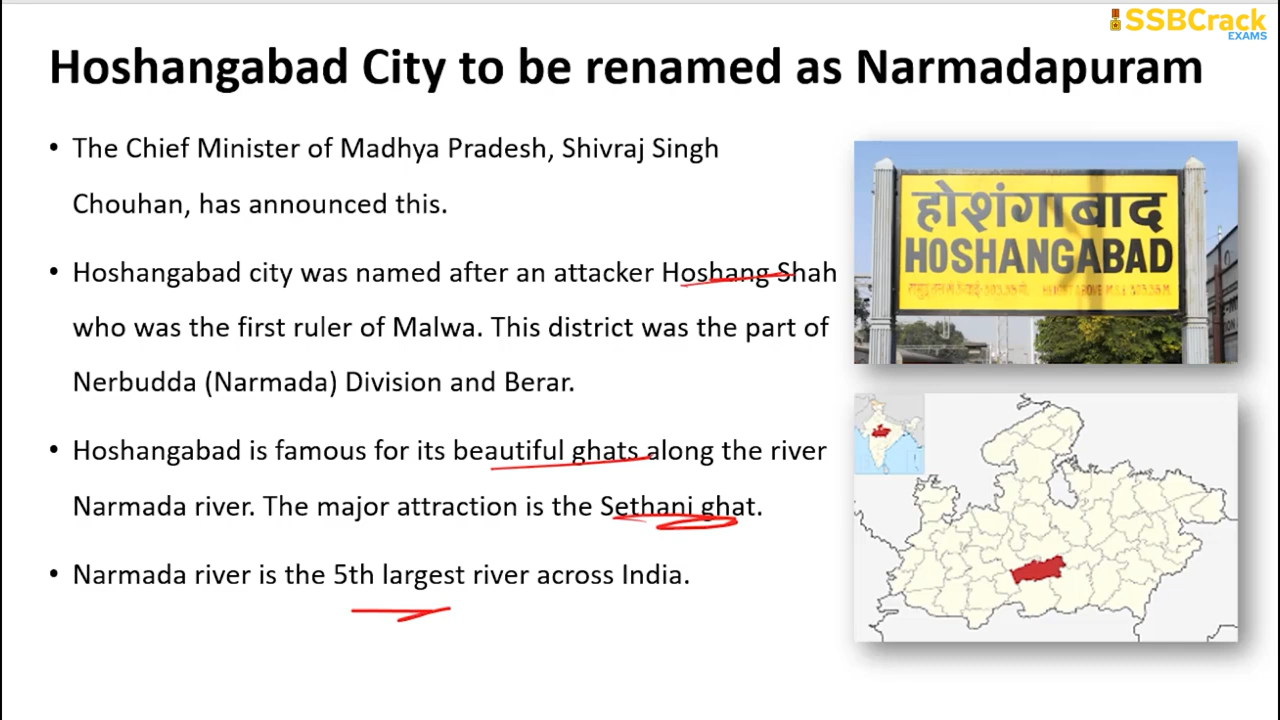 SSBCrack
EXAMS
Hoshangabad City to be renamed as Narmadapuram
• The Chief Minister of Madhya Pradesh, Shivraj Singh
Chouhan, has announced this.
• Hoshangabad city was named after an attacker Hoshang Shah
who was the first ruler of Malwa. This district was the part of
Nerbudda (Narmada) Division and Berar.
• Hoshangabad is famous for its beautiful ghats along the river
Narmada river. The major attraction is the Sethani ghat.
• Narmada river is the 5th largest river across India.
होशंगाबाद
HOSHANGABAD